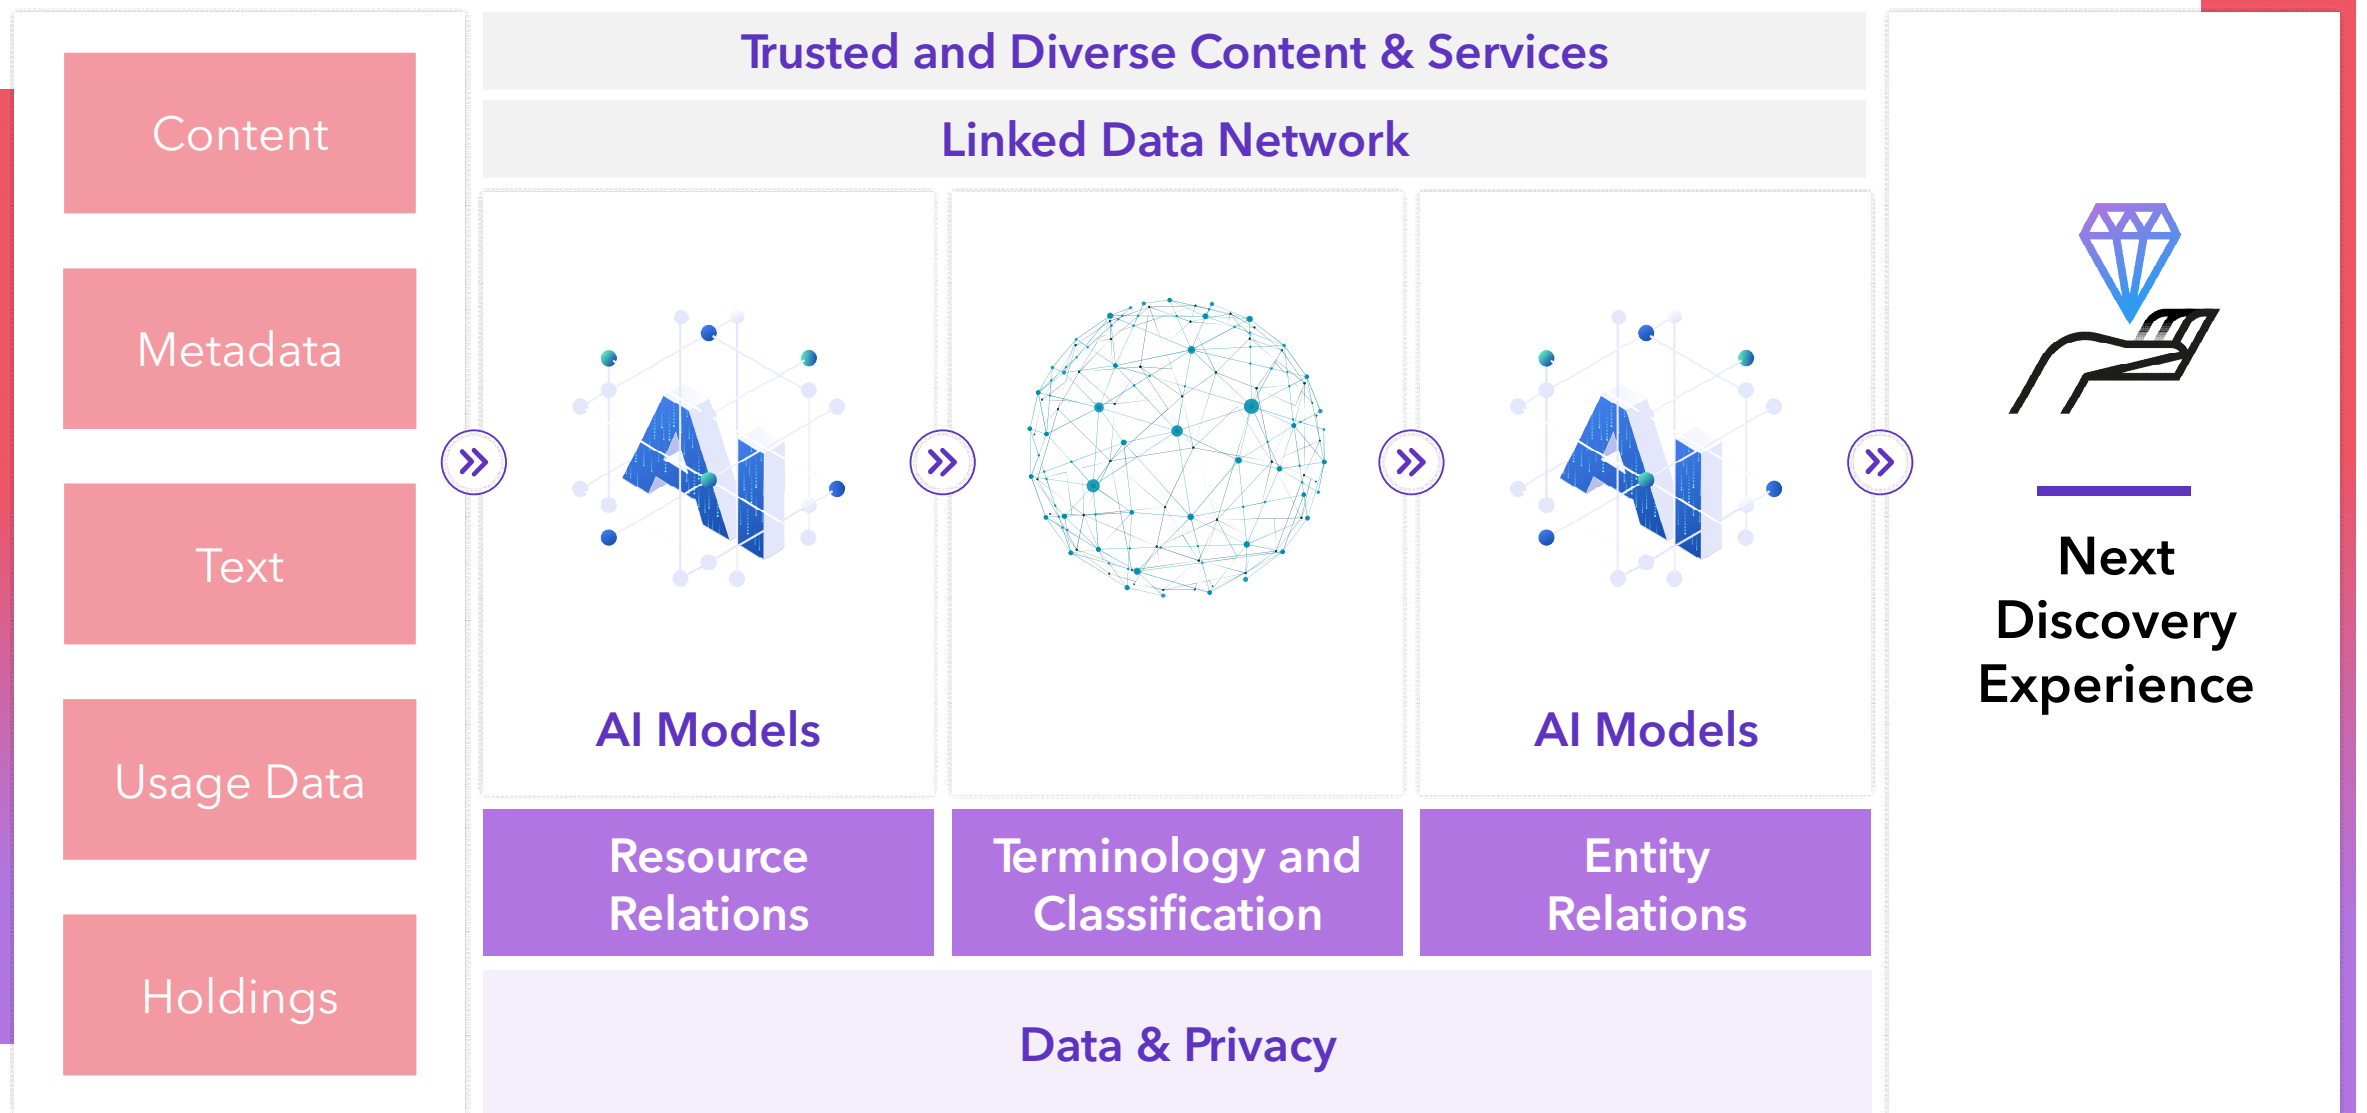 Content
Metadata
Text
Usage Data
Holdings
Trusted and Diverse Content & Services
Linked Data Network
AI Models
AI Models
Resource
Relations
Terminology and
Classification
Entity
Relations
Data & Privacy
Next
Discovery
Experience